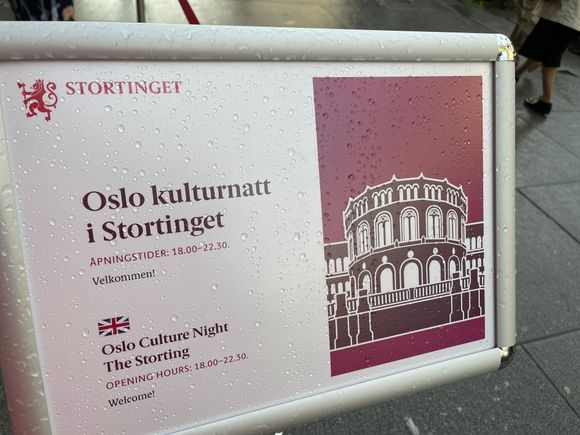 STORTINGET
Oslo kulturnatt
i Stortinget
ÅPNINGSTIDER: 18.00–22.30.
Velkommen!
Oslo Culture Night
The Storting
OPENING HOURS: 18.00–22.30.
Welcome!